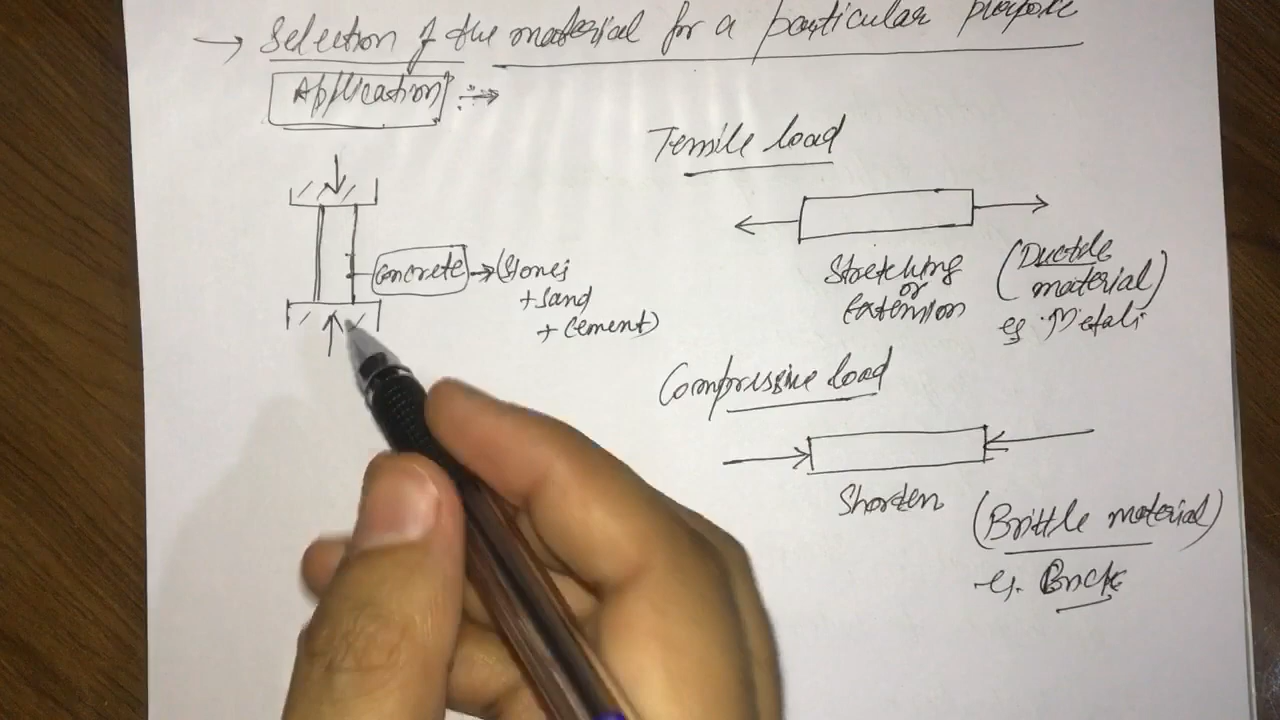 → Selection of the material for a particular purpose
Application ÷→
Concrete → (Stones
+ Sand
+ Cement)
Tensile load
Stretching
or
Extension
(Ductile
material)
eg. Metals
Compressive load
Shorten
(Brittle material)
eg. Brick